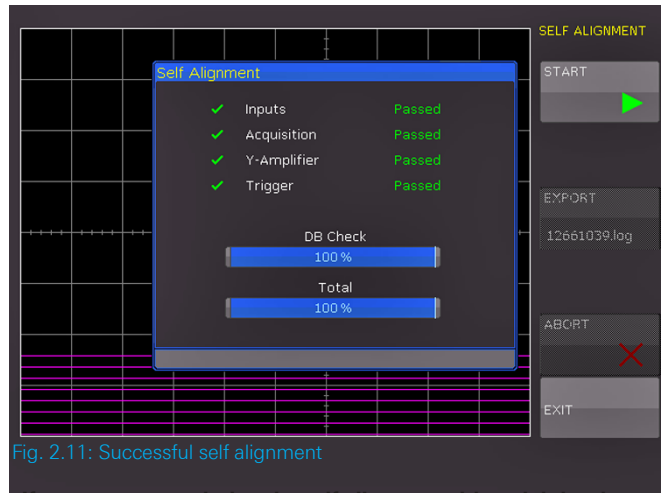 SELF ALIGNMENT
START
Self Alignment
Inputs Passed
Acquisition Passed
Y-Amplifier Passed
Trigger Passed
DB Check
100 %
Total
100 %
EXPORT
12661039.log
ABORT
EXIT
Fig. 2.11: Successful self alignment